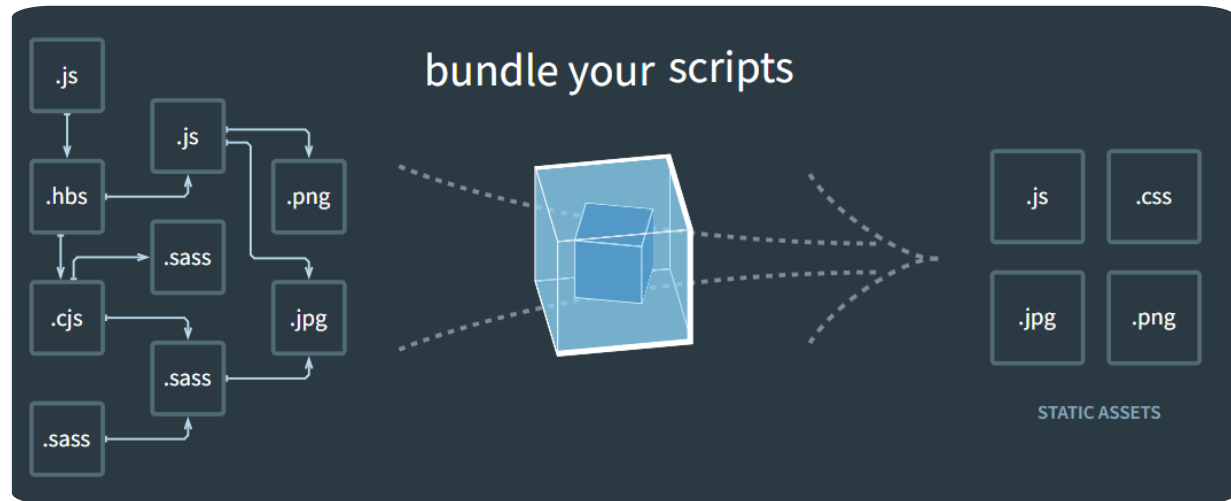 bundle your scripts
.js
.js
.hbs
.png
.sass
.cjs
.jpg
.sass
.sass
.js
.css
.jpg
.png
STATIC ASSETS